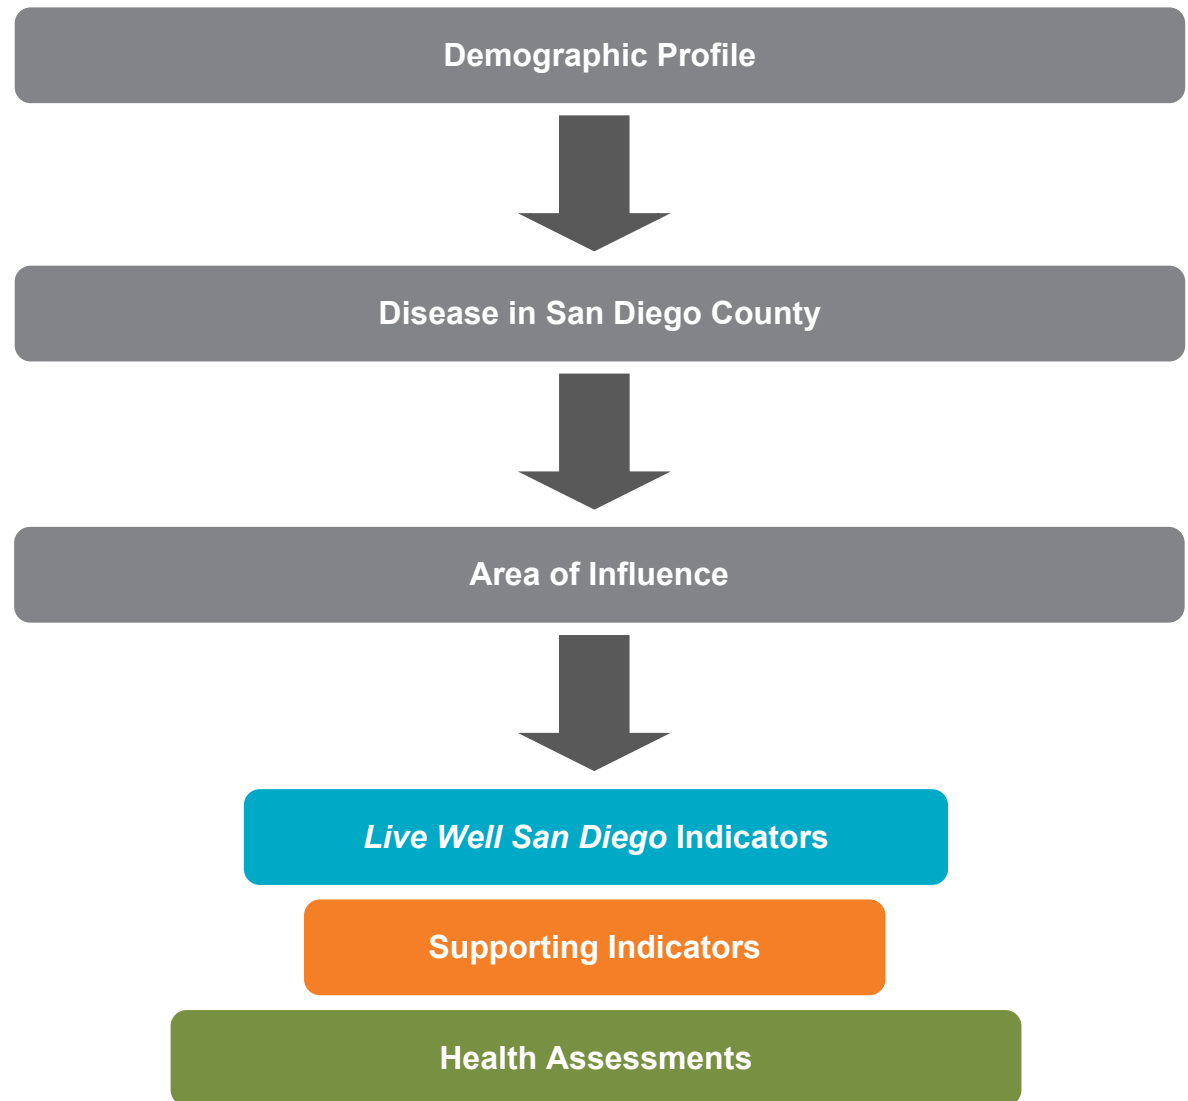 Demographic Profile
Disease in San Diego County
Area of Influence
Live Well San Diego Indicators
Supporting Indicators
Health Assessments